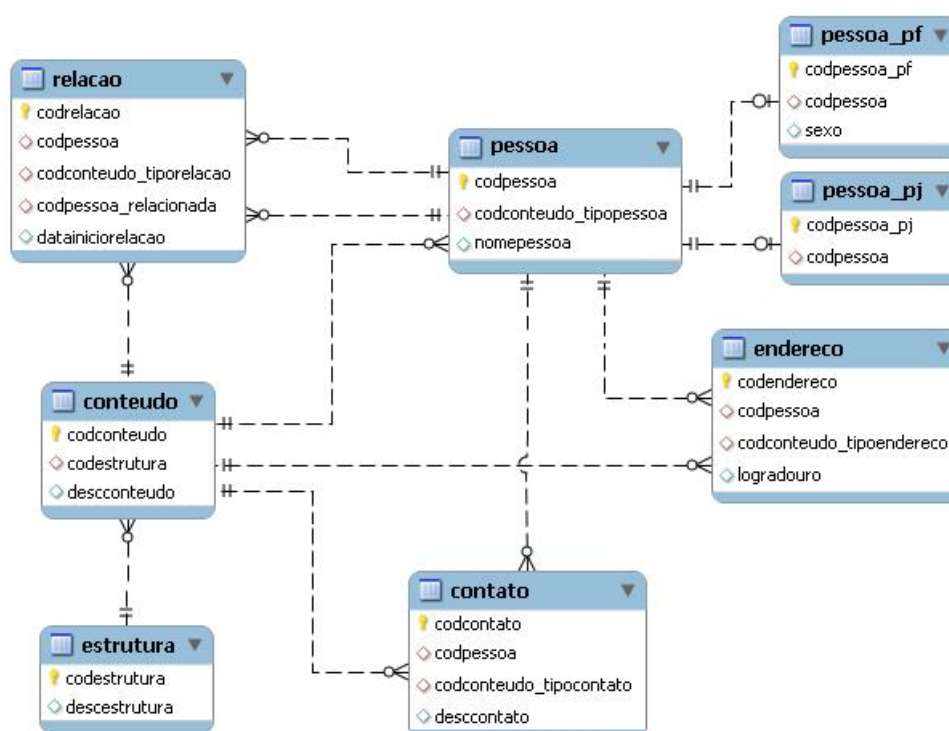 relacao
codrelacao
codpessoa
codconteudo_tiporelacao
codpessoa_relacionada
datainiciorelacao
pessoa
codpessoa
codconteudo_tipopessoa
nomepessoa
pessoa_pf
codpessoa_pf
codpessoa
sexo
pessoa_pj
codpessoa_pj
codpessoa
endereco
codendereco
codpessoa
codconteudo_tipoendereco
logradouro
conteudo
codconteudo
codestrutura
descconteudo
contato
codcontato
codpessoa
codconteudo_tipocontato
desccontato
estrutura
codestrutura
descestrutura